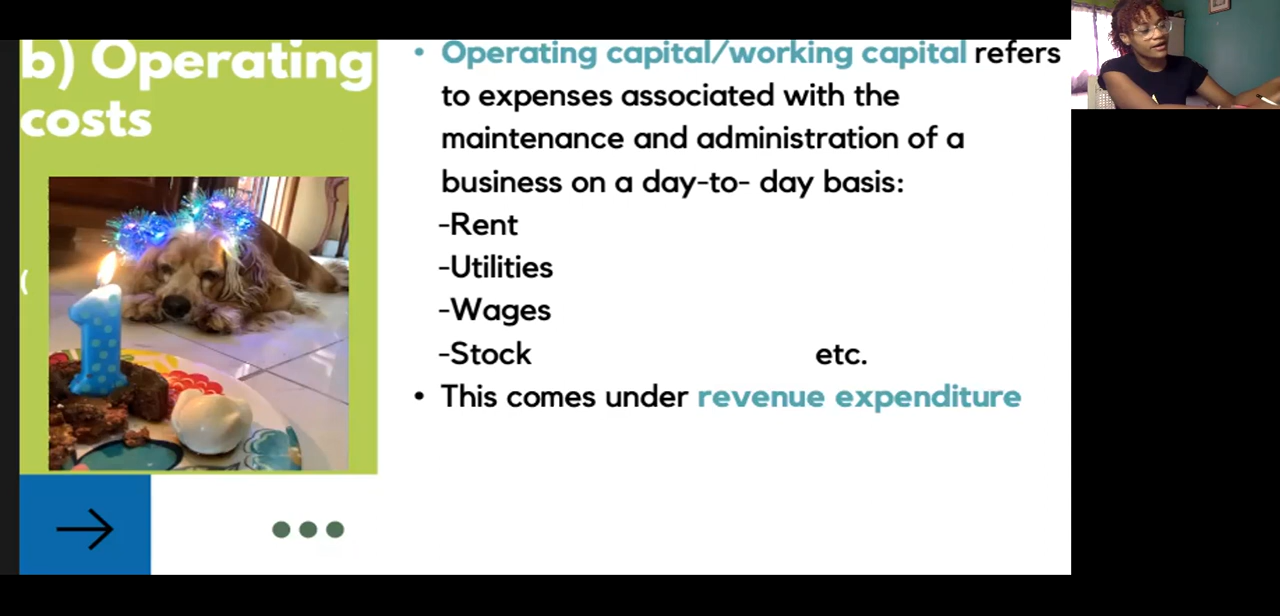 b) Operating
costs
• Operating capital/working capital refers
to expenses associated with the
maintenance and administration of a
business on a day-to- day basis:
-Rent
-Utilities
-Wages
-Stock etc.
• This comes under revenue expenditure
(
1